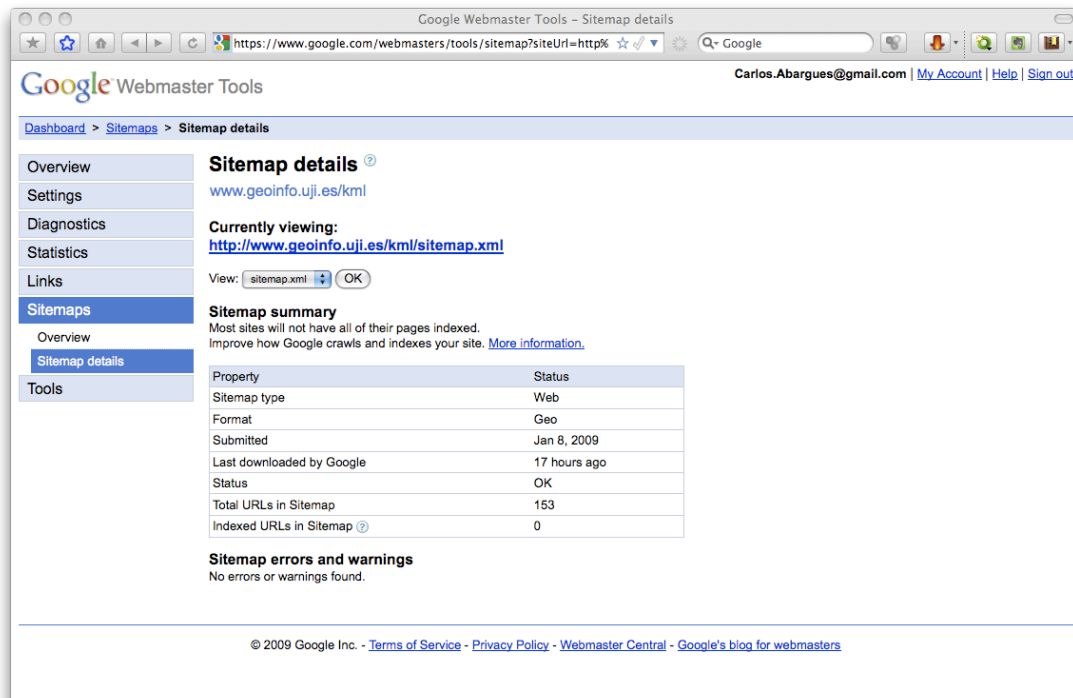 Google Webmaster Tools – Sitemap details
https://www.google.com/webmasters/tools/sitemap?siteUrl=http%
Google
Google Webmaster Tools
Carlos.Abargues@gmail.com | My Account | Help | Sign out
Dashboard > Sitemaps > Sitemap details
Overview
Settings
Diagnostics
Statistics
Links
Sitemaps
Overview
Sitemap details
Tools
Sitemap details ?
www.geoinfo.uji.es/kml
Currently viewing:
http://www.geoinfo.uji.es/kml/sitemap.xml
View: sitemap.xml OK
Sitemap summary
Most sites will not have all of their pages indexed.
Improve how Google crawls and indexes your site. More information.
Property Status
Sitemap type Web
Format Geo
Submitted Jan 8, 2009
Last downloaded by Google 17 hours ago
Status OK
Total URLs in Sitemap 153
Indexed URLs in Sitemap ? 0
Sitemap errors and warnings
No errors or warnings found.
© 2009 Google Inc. - Terms of Service - Privacy Policy - Webmaster Central - Google's blog for webmasters